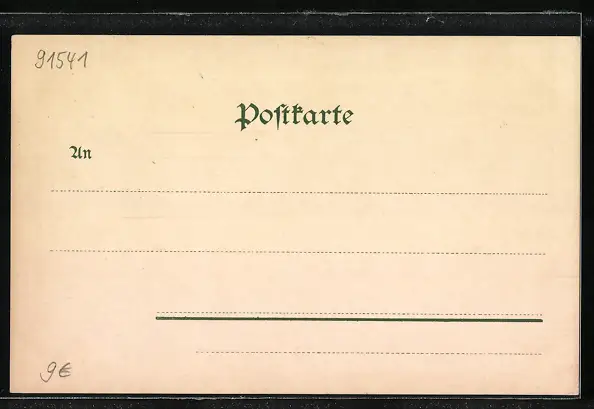 91541
Postkarte
An
9€